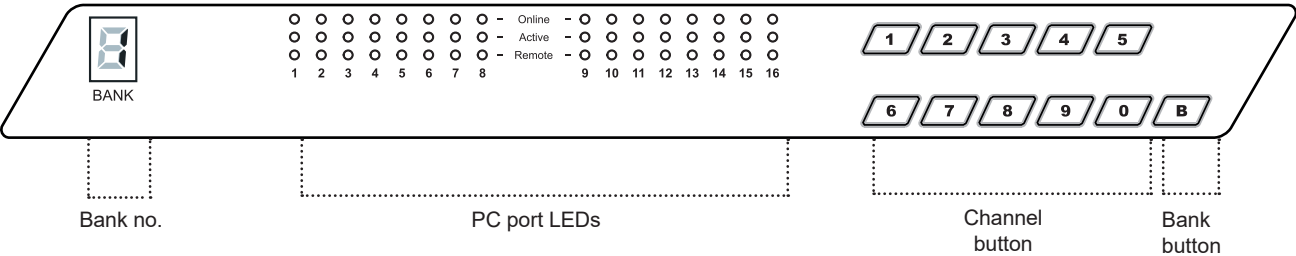 1
BANK
- Online -
- Active -
- Remote -
1 2 3 4 5 6 7 8 9 10 11 12 13 14 15 16
1 2 3 4 5
6 7 8 9 0 B
Bank no.
PC port LEDs
Channel
button
Bank
button